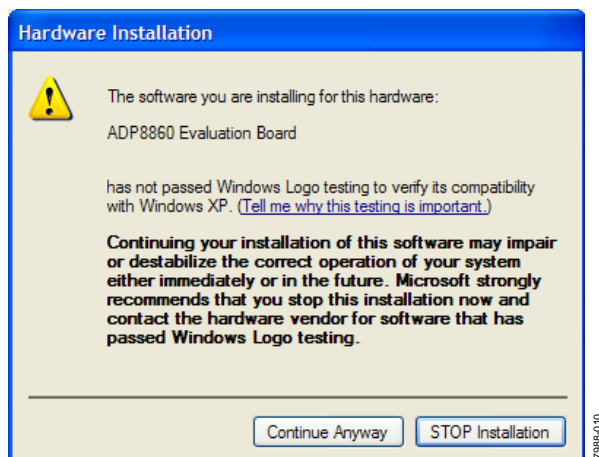 Hardware Installation
The software you are installing for this hardware:
ADP8860 Evaluation Board
has not passed Windows Logo testing to verify its compatibility
with Windows XP. (Tell me why this testing is important.)
Continuing your installation of this software may impair
or destabilize the correct operation of your system
either immediately or in the future. Microsoft strongly
recommends that you stop this installation now and
contact the hardware vendor for software that has
passed Windows Logo testing.
Continue Anyway
STOP Installation